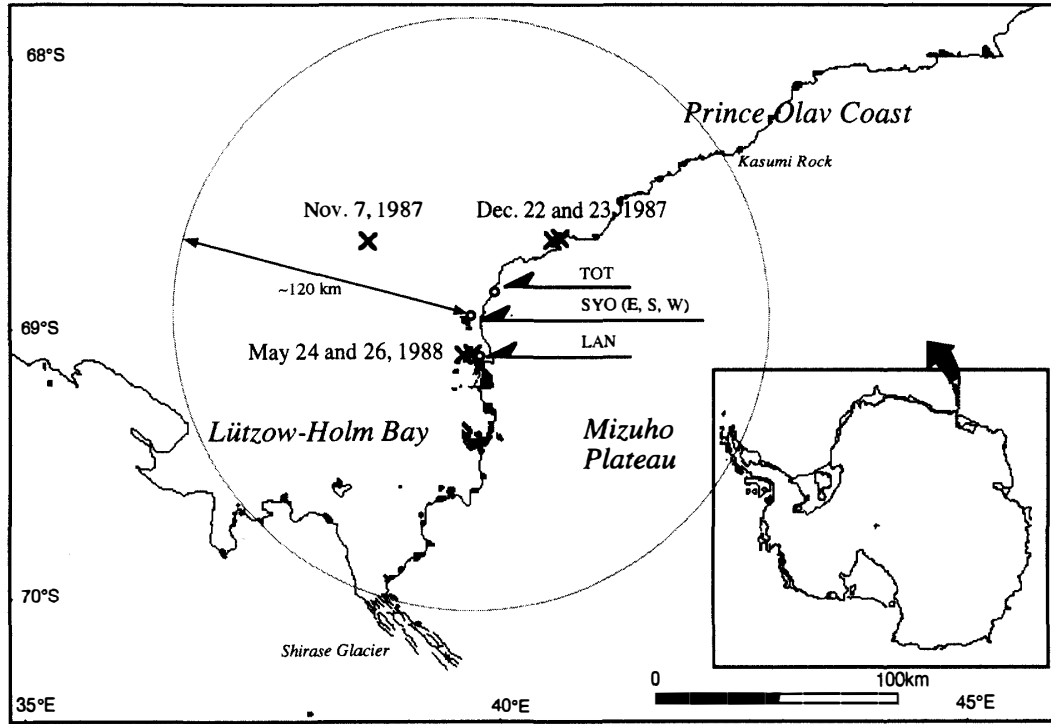 68°S
Prince Olav Coast
Kasumi Rock
Nov. 7, 1987
Dec. 22 and 23, 1987
TOT
~120 km
SYO (E, S, W)
69°S
LAN
May 24 and 26, 1988
Lützow-Holm Bay
Mizuho
Plateau
70°S
Shirase Glacier
0
100km
35°E
40°E
45°E